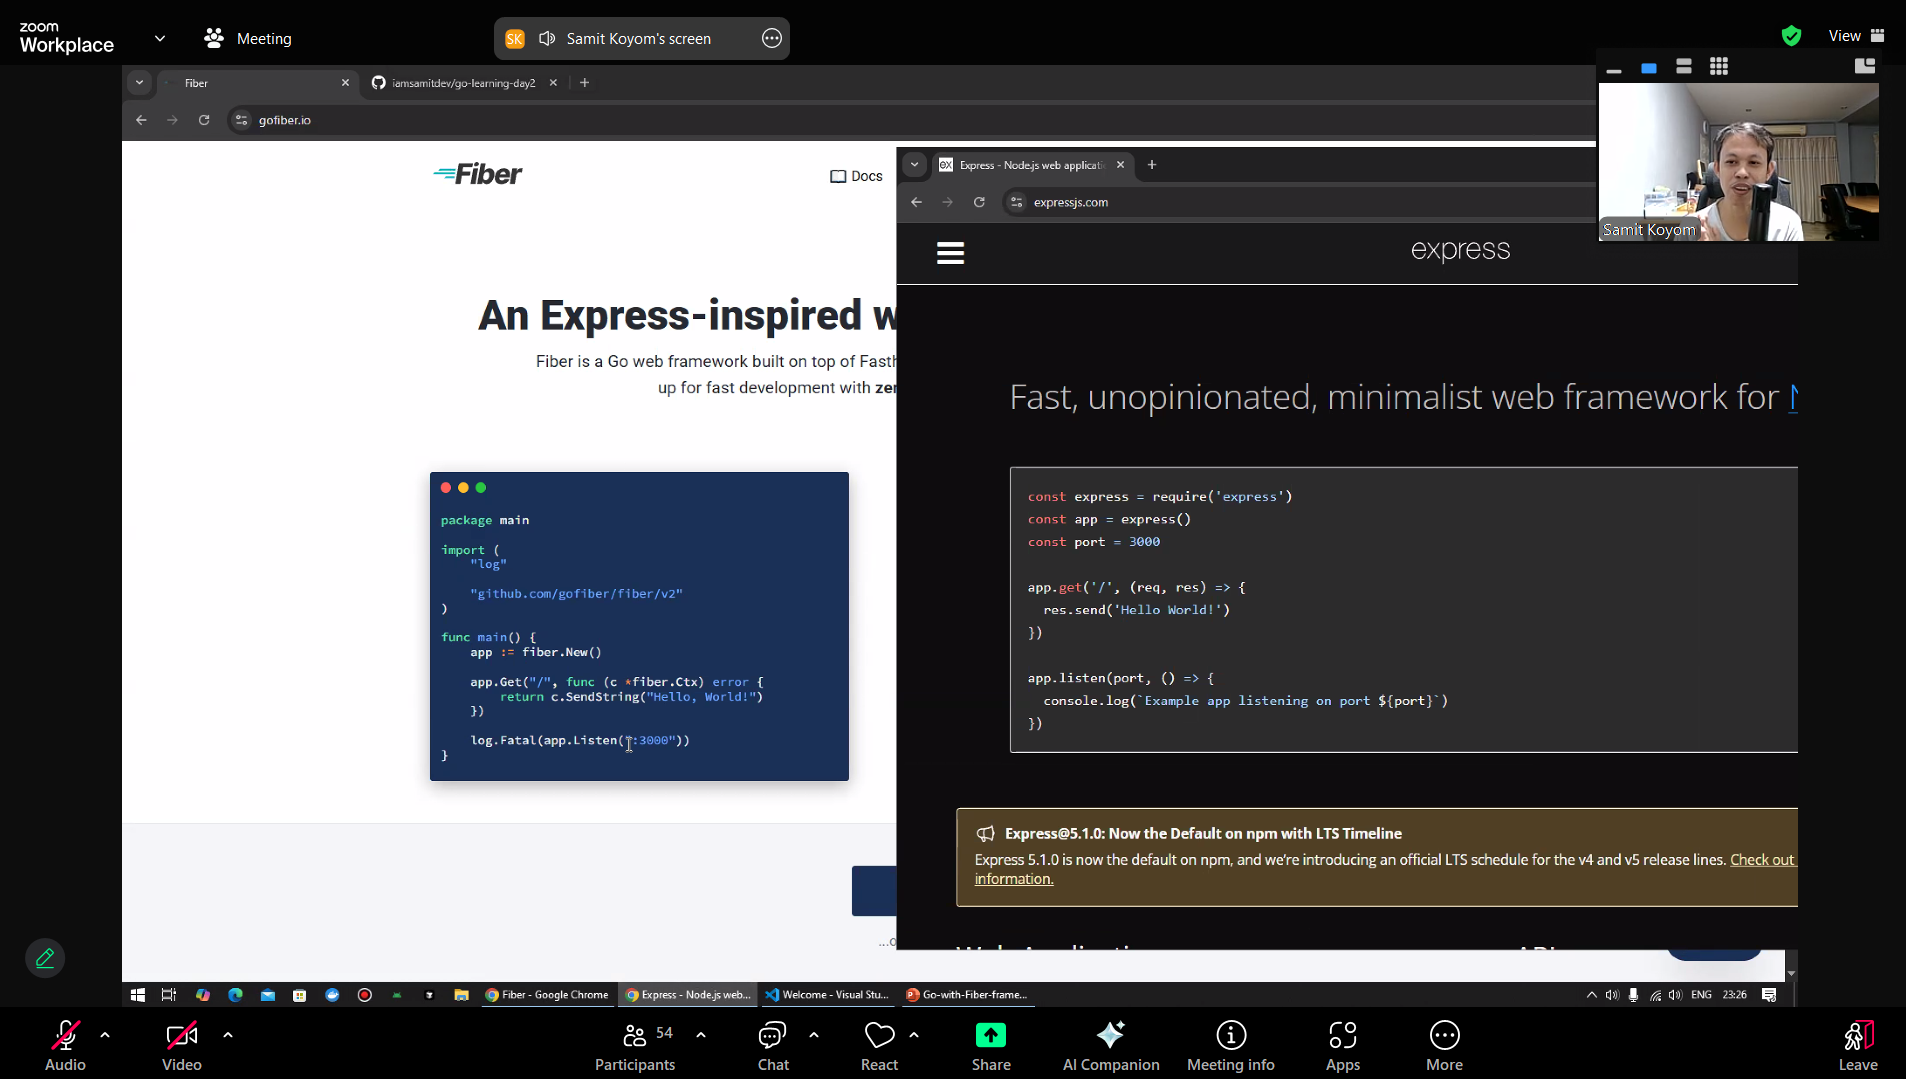 zoom
Workplace
Meeting
SK
Samit Koyom's screen
View
Fiber
iamsamitdev/go-learning-day2
gofiber.io
Fiber
Docs
An Express-inspired w
Fiber is a Go web framework built on top of Fasth
up for fast development with zer
package main
import (
"log"
"github.com/gofiber/fiber/v2"
)
func main() {
app := fiber.New()
app.Get("/", func (c *fiber.Ctx) error {
return c.SendString("Hello, World!")
})
log.Fatal(app.Listen(":3000"))
}
...o
Express - Node.js web applicati
expressjs.com
express
Fast, unopinionated, minimalist web framework for N
const express = require('express')
const app = express()
const port = 3000
app.get('/', (req, res) => {
res.send('Hello World!')
})
app.listen(port, () => {
console.log(`Example app listening on port ${port}`)
})
Express@5.1.0: Now the Default on npm with LTS Timeline
Express 5.1.0 is now the default on npm, and we're introducing an official LTS schedule for the v4 and v5 release lines. Check out
information.
Samit Koyom
Fiber - Google Chrome
Express - Node.js web...
Welcome - Visual Stu...
Go-with-Fiber-frame...
ENG
23:26
Audio
Video
Participants
54
Chat
React
Share
AI Companion
Meeting info
Apps
More
Leave